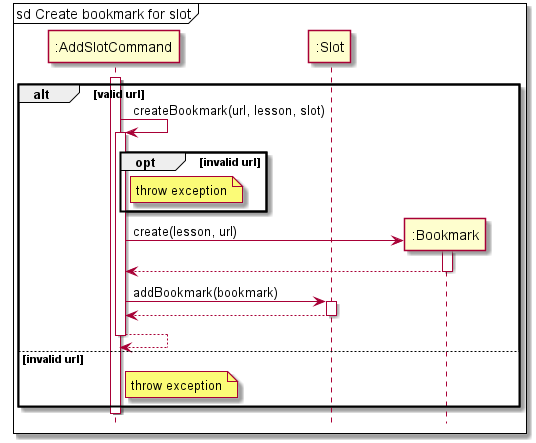 sd Create bookmark for slot
:AddSlotCommand
:Slot
alt
[valid url]
createBookmark(url, lesson, slot)
opt
[invalid url]
throw exception
create(lesson, url)
:Bookmark
addBookmark(bookmark)
[invalid url]
throw exception